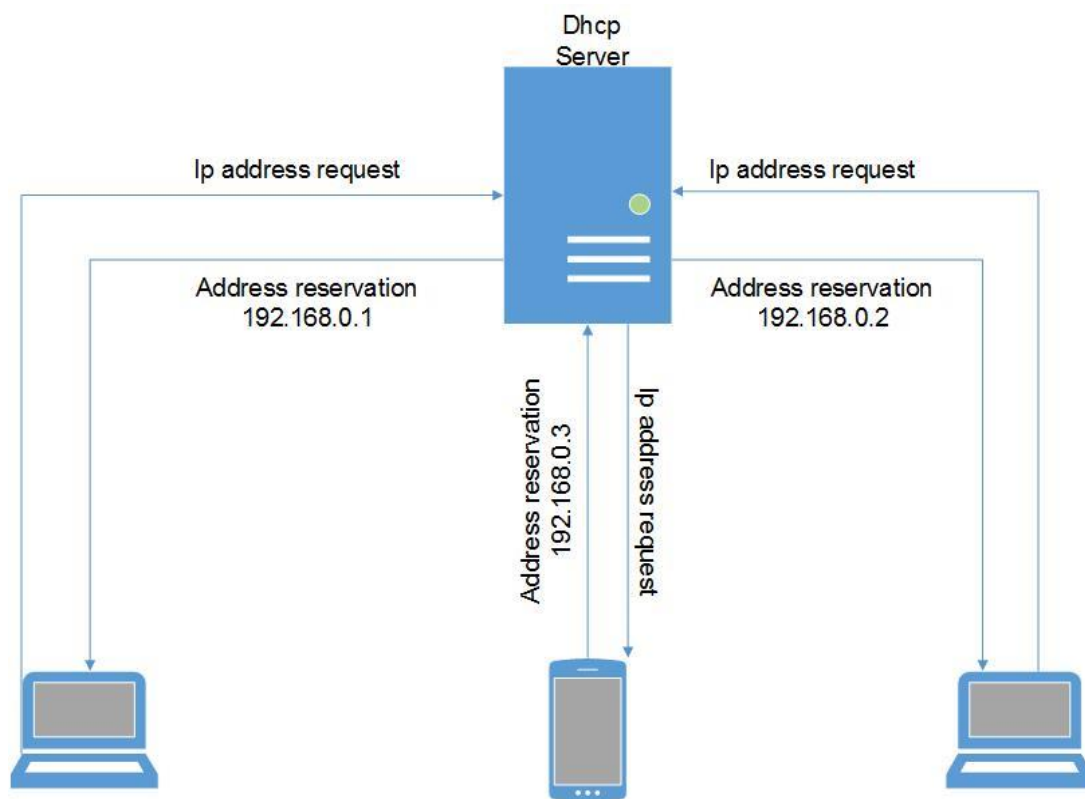 Dhcp
Server
Ip address request
Ip address request
Address reservation
192.168.0.1
Address reservation
192.168.0.2
Address reservation
192.168.0.3
Ip address request